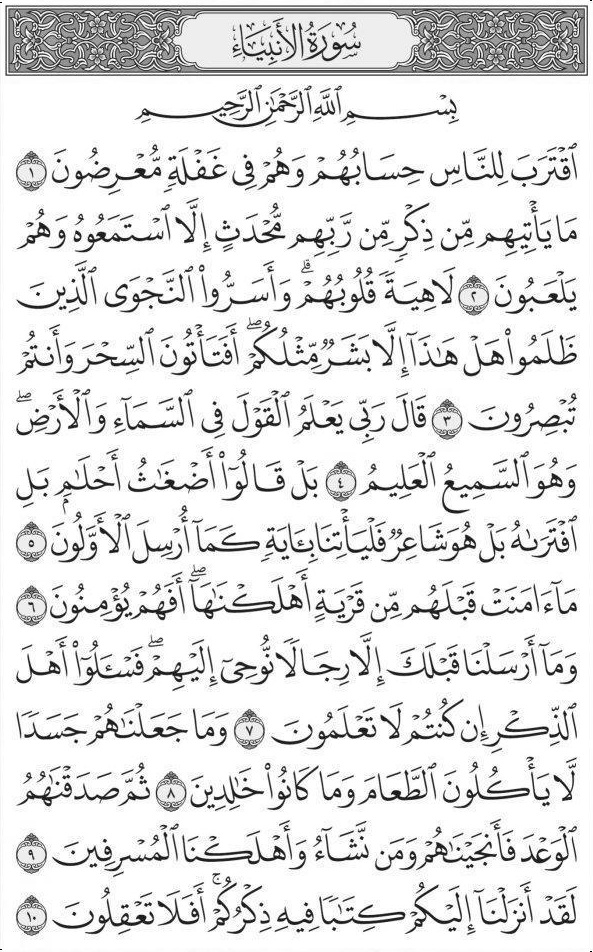 سُورَةُ الْأَنْبِيَاءِ
بِسْمِ ٱللَّهِ ٱلرَّحْمَٰنِ ٱلرَّحِيمِ
ٱقْتَرَبَ لِلنَّاسِ حِسَابُهُمْ وَهُمْ فِى غَفْلَةٍ مُّعْرِضُونَ ١
مَا يَأْتِيهِم مِّن ذِكْرٍ مِّن رَّبِّهِم مُّحْدَثٍ إِلَّا ٱسْتَمَعُوهُ وَهُمْ
يَلْعَبُونَ ٢ لَاهِيَةً قُلُوبُهُمْ ۗ وَأَسَرُّوا۟ ٱلنَّجْوَى ٱلَّذِينَ
ظَلَمُوا۟ هَلْ هَٰذَآ إِلَّا بَشَرٌ مِّثْلُكُمْ ۖ أَفَتَأْتُونَ ٱلسِّحْرَ وَأَنتُمْ
تُبْصِرُونَ ٣ قَالَ رَبِّى يَعْلَمُ ٱلْقَوْلَ فِى ٱلسَّمَآءِ وَٱلْأَرْضِ ۖ
وَهُوَ ٱلسَّمِيعُ ٱلْعَلِيمُ ٤ بَلْ قَالُوٓا۟ أَضْغَٰثُ أَحْلَٰمٍۭ بَلِ
ٱفْتَرَىٰهُ بَلْ هُوَ شَاعِرٌ فَلْيَأْتِنَا بِـَٔايَةٍ كَمَآ أُرْسِلَ ٱلْأَوَّلُونَ ٥
مَآ ءَامَنَتْ قَبْلَهُم مِّن قَرْيَةٍ أَهْلَكْنَٰهَآ ۖ أَفَهُمْ يُؤْمِنُونَ ٦
وَمَآ أَرْسَلْنَا قَبْلَكَ إِلَّا رِجَالًا نُّوحِىٓ إِلَيْهِمْ ۖ فَسْـَٔلُوٓا۟ أَهْلَ
ٱلذِّكْرِ إِن كُنتُمْ لَا تَعْلَمُونَ ٧ وَمَا جَعَلْنَٰهُمْ جَسَدًا
لَّا يَأْكُلُونَ ٱلطَّعَامَ وَمَا كَانُوا۟ خَٰلِدِينَ ٨ ثُمَّ صَدَقْنَٰهُمُ
ٱلْوَعْدَ فَأَنجَيْنَٰهُمْ وَمَن نَّشَآءُ وَأَهْلَكْنَا ٱلْمُسْرِفِينَ ٩
لَقَدْ أَنزَلْنَآ إِلَيْكُمْ كِتَٰبًا فِيهِ ذِكْرُكُمْ ۖ أَفَلَا تَعْقِلُونَ ١٠